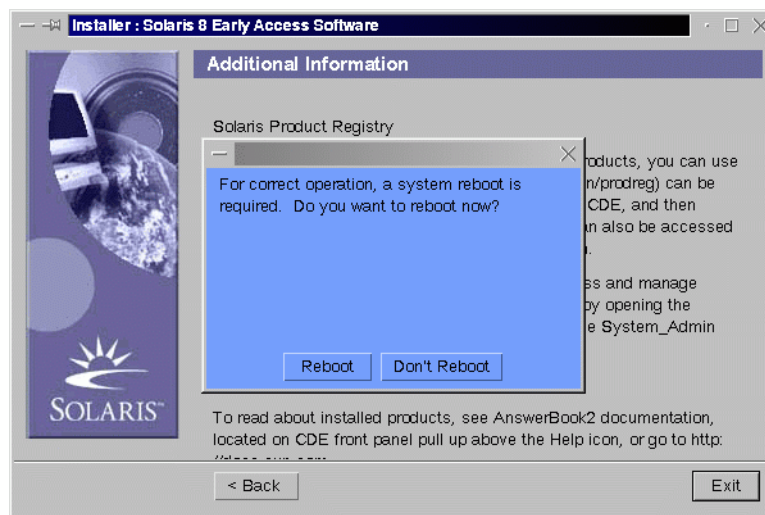 Installer : Solaris 8 Early Access Software
Additional Information
Solaris Product Registry
roducts, you can use
n/prodreg) can be
CDE, and then
n also be accessed
For correct operation, a system reboot is
required. Do you want to reboot now?
ss and manage
by opening the
e System_Admin
Reboot
Don't Reboot
To read about installed products, see AnswerBook2 documentation,
located on CDE front panel pull up above the Help icon, or go to http:
SOLARIS
< Back
Exit